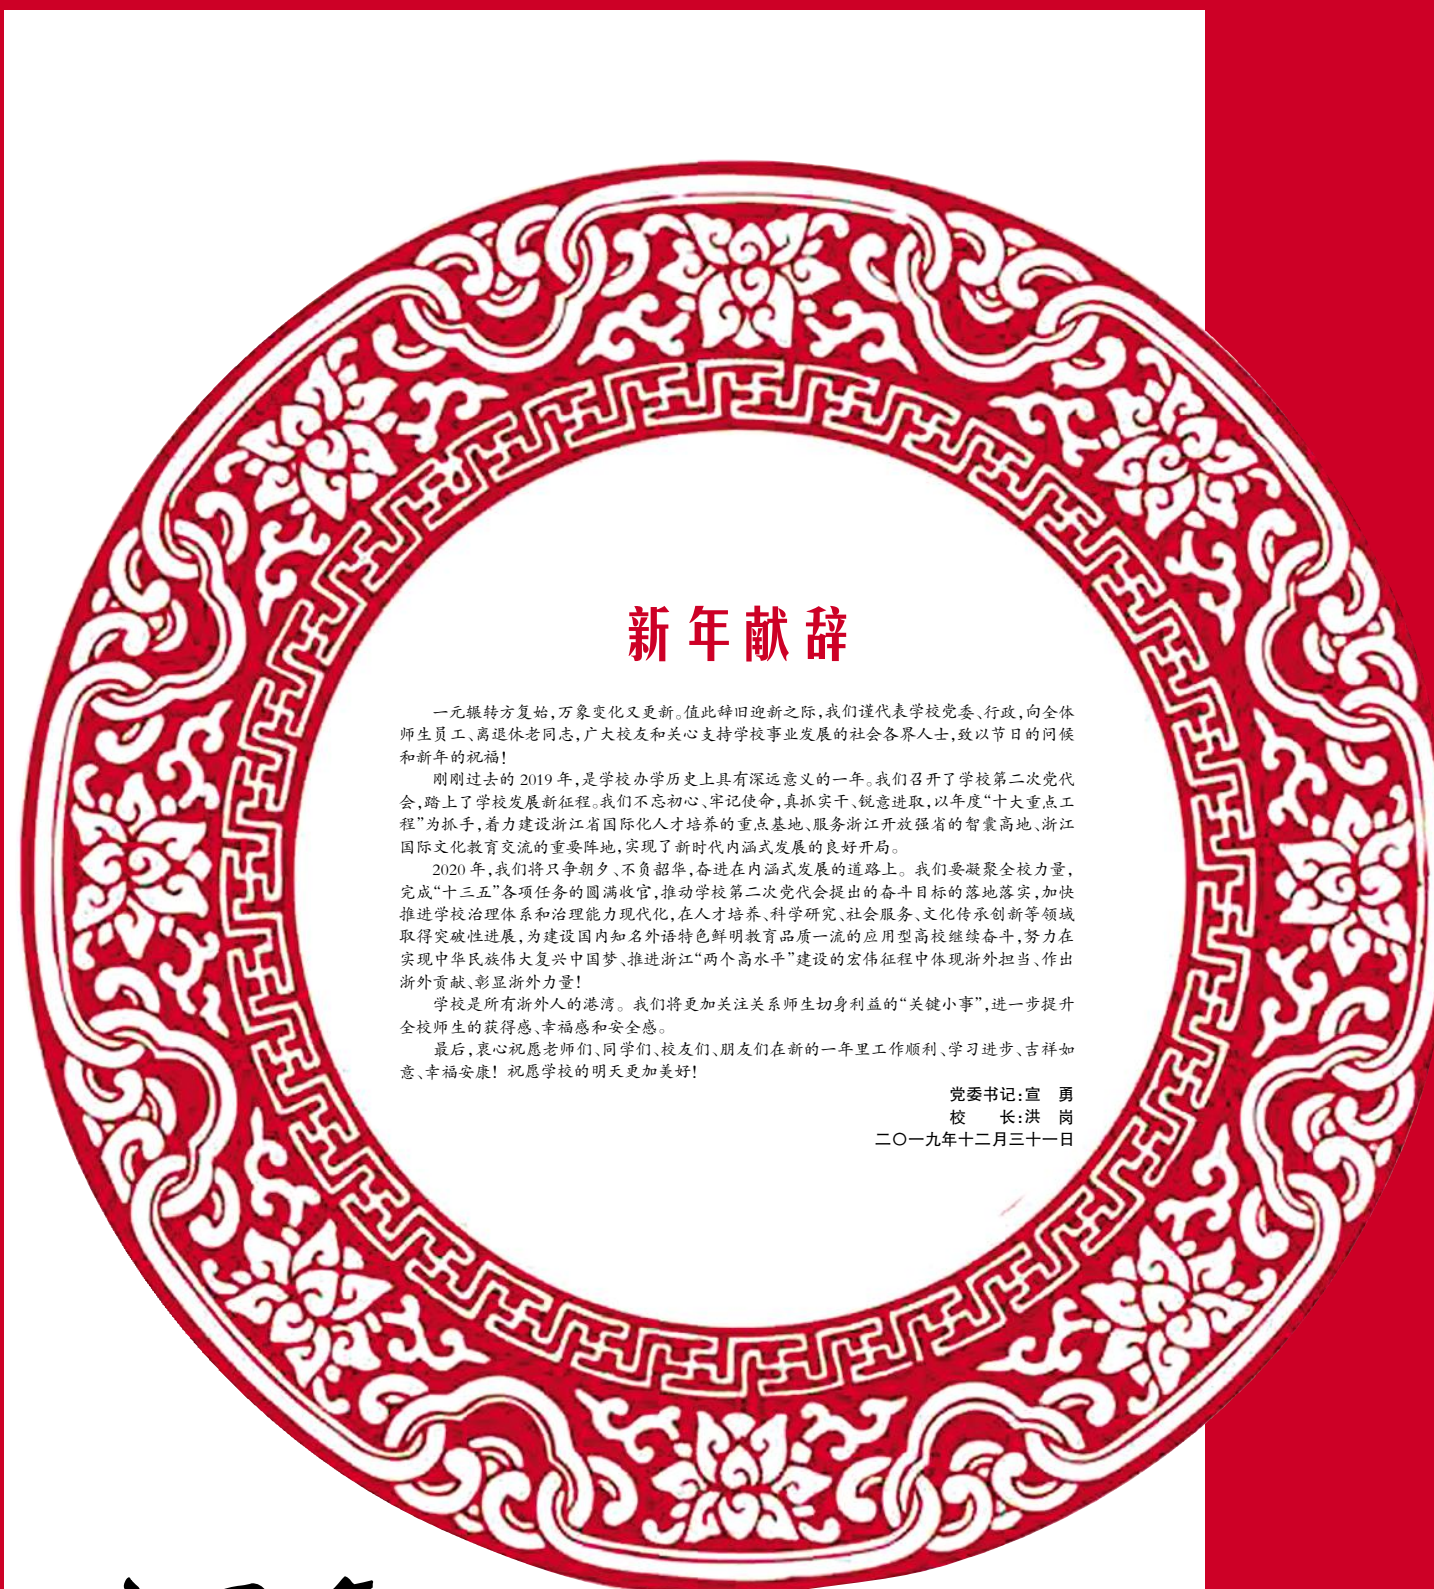 新年献辞
一元辗转方复始,万象变化又更新。值此辞旧迎新之际,我们谨代表学校党委、行政,向全体
师生员工、离退休老同志,广大校友和关心支持学校事业发展的社会各界人士,致以节日的问候
和新年的祝福!
刚刚过去的 2019 年,是学校办学历史上具有深远意义的一年。我们召开了学校第二次党代
会,踏上了学校发展新征程。我们不忘初心、牢记使命,真抓实干、锐意进取,以年度“十大重点工
程”为抓手,着力建设浙江省国际化人才培养的重点基地、服务浙江开放强省的智囊高地、浙江
国际文化教育交流的重要阵地,实现了新时代内涵式发展的良好开局。
2020 年,我们将只争朝夕、不负韶华,奋进在内涵式发展的道路上。我们要凝聚全校力量,
完成“十三五”各项任务的圆满收官,推动学校第二次党代会提出的奋斗目标的落地落实,加快
推进学校治理体系和治理能力现代化,在人才培养、科学研究、社会服务、文化传承创新等领域
取得突破性进展,为建设国内知名外语特色鲜明教育品质一流的应用型高校继续奋斗,努力在
实现中华民族伟大复兴中国梦、推进浙江“两个高水平”建设的宏伟征程中体现浙外担当、作出
浙外贡献、彰显浙外力量!
学校是所有浙外人的港湾。我们将更加关注关系师生切身利益的“关键小事”,进一步提升
全校师生的获得感、幸福感和安全感。
最后,衷心祝愿老师们、同学们、校友们、朋友们在新的一年里工作顺利、学习进步、吉祥如
意、幸福安康! 祝愿学校的明天更加美好!
党委书记:宣　勇
校　　长:洪　岗
二〇一九年十二月三十一日